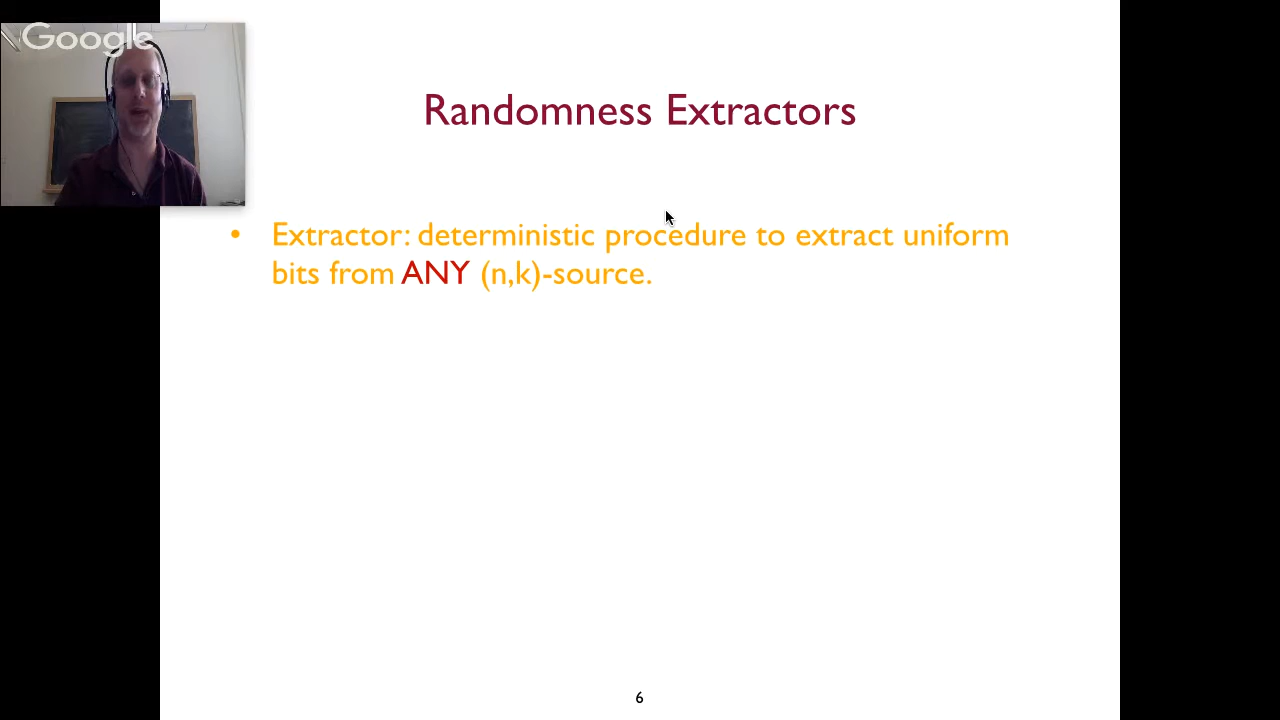 Google
Randomness Extractors
• Extractor: deterministic procedure to extract uniform
bits from ANY (n,k)-source.
6